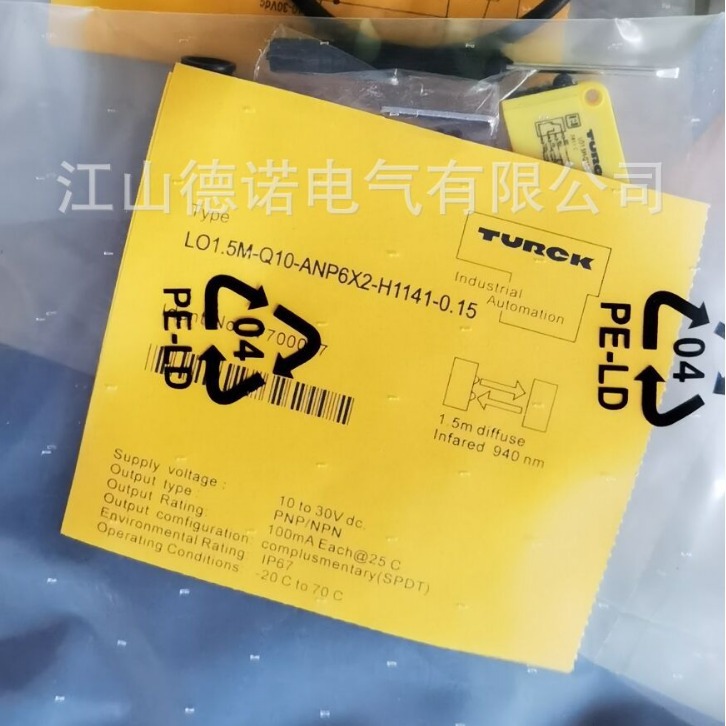 10-30Vdc
TURCK
江山德诺电气有限公司
Type
LO1.5M-Q10-ANP6X2-H1141-0.15
TURCK
Industrial
Automation
04
PE-LD
04
PE-LD
1.5m diffuse
Infared 940 nm
Supply voltage: 10 to 30V dc.
Output type: PNP/NPN
Output Rating: 100mA Each@25 C
Output comfiguration complusmentary(SPDT)
Environmental Rating: IP67
Operating Conditions -20 C to 70 C